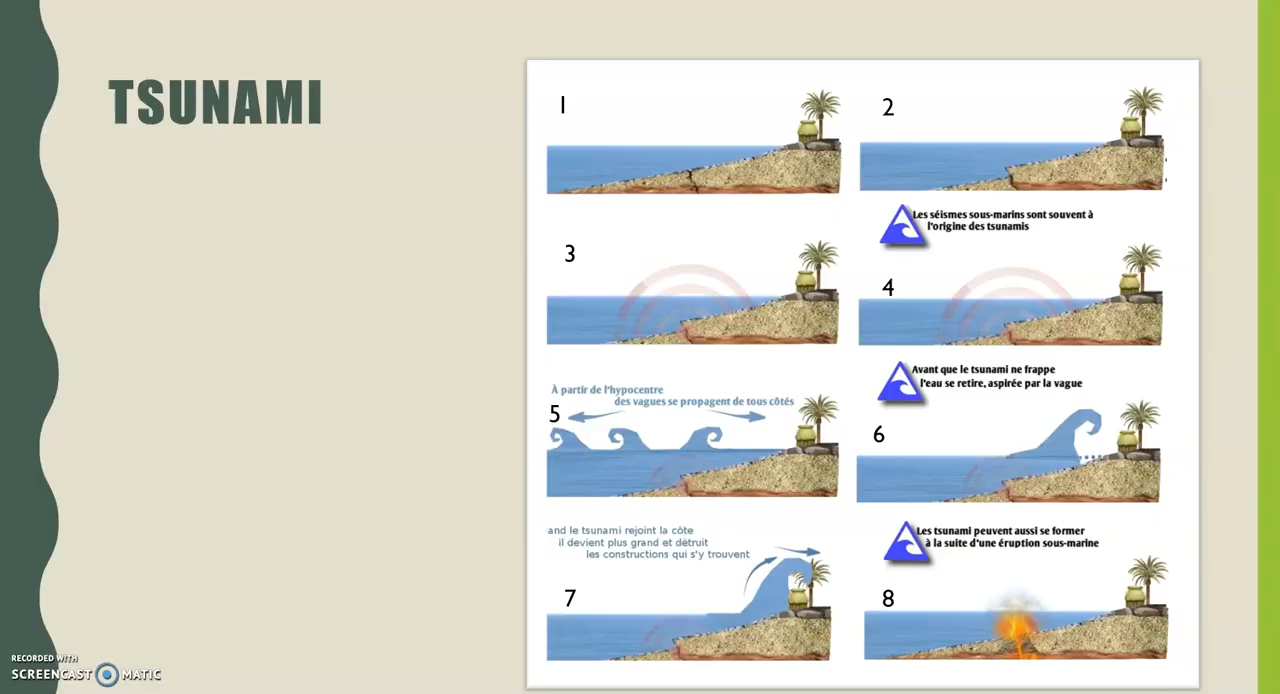 TSUNAMI
1
2
Les séismes sous-marins sont souvent à
l'origine des tsunamis
3
4
Avant que le tsunami ne frappe
l'eau se retire, aspirée par la vague
À partir de l'hypocentre
des vagues se propagent de tous côtés
5
6
and le tsunami rejoint la côte
il devient plus grand et détruit
les constructions qui s'y trouvent
7
Les tsunami peuvent aussi se former
à la suite d'une éruption sous-marine
8
RECORDED WITH
SCREENCAST MATIC